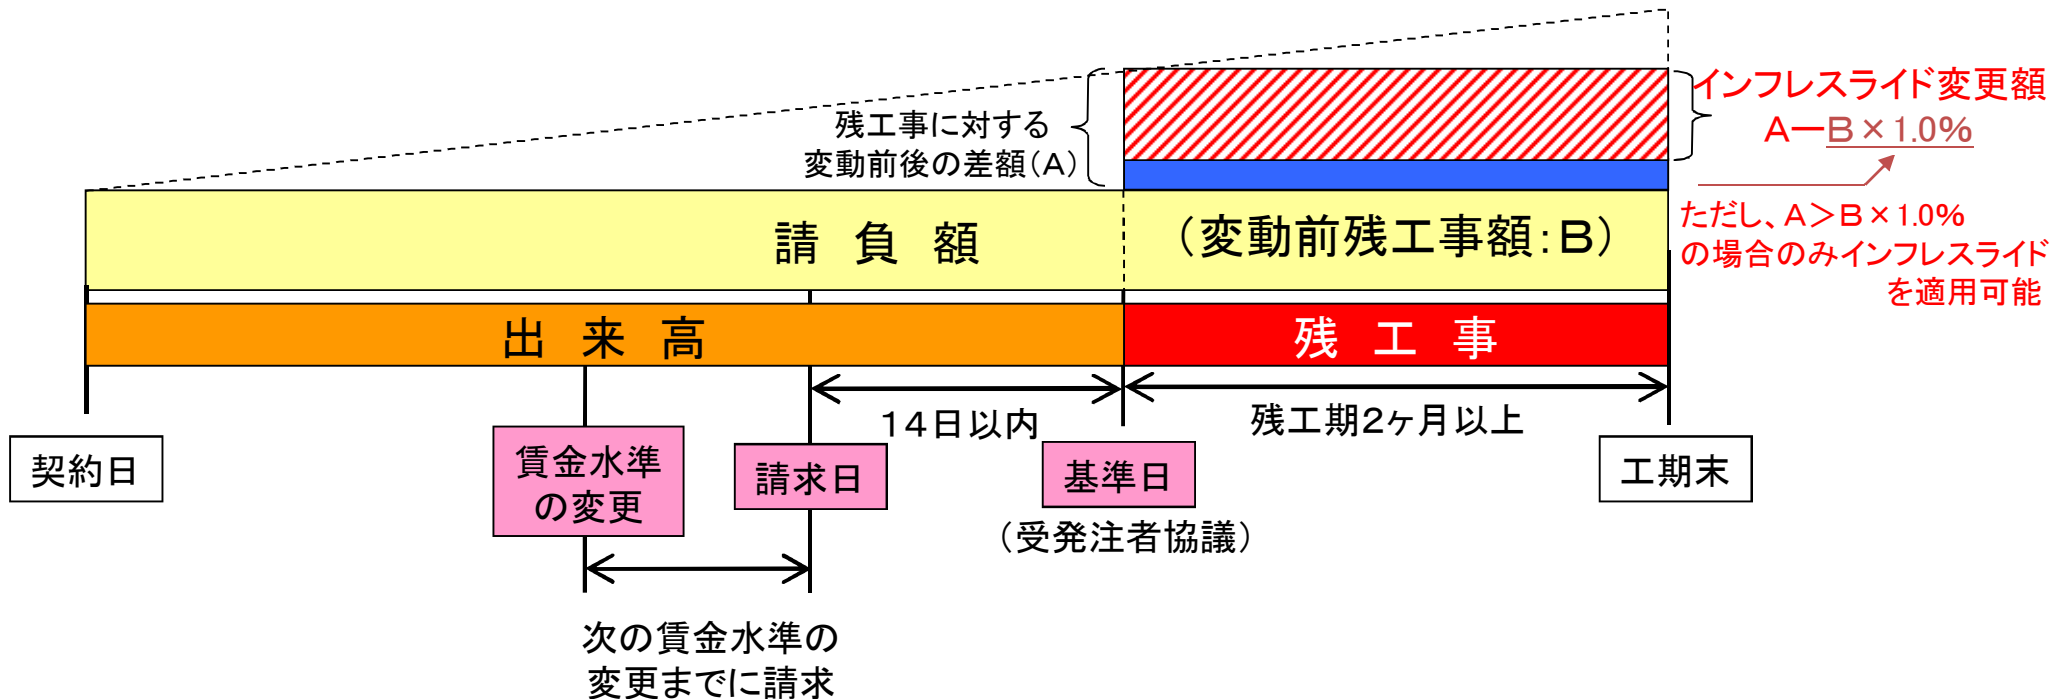 インフレスライド変更額
A－B×1.0%
残工事に対する
変動前後の差額(A)
ただし、A＞B×1.0%
の場合のみインフレスライド
を適用可能
請 負 額
(変動前残工事額:B)
出 来 高
残 工 事
14日以内
残工期2ヶ月以上
契約日
賃金水準
の変更
請求日
基準日
工期末
(受発注者協議)
次の賃金水準の
変更までに請求